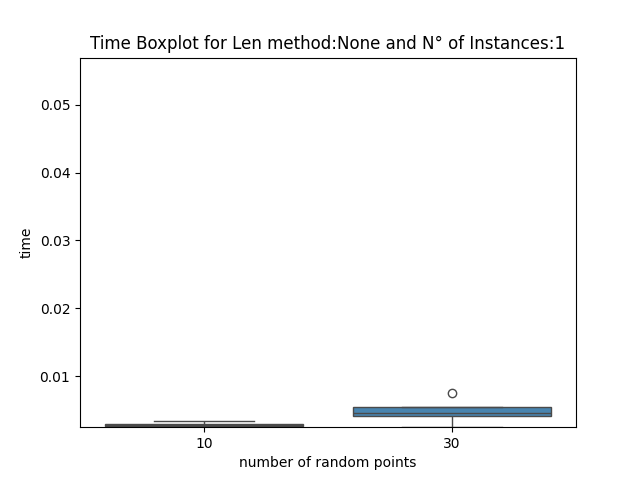 Time Boxplot for Len method:None and N° of Instances:1
0.05
0.04
0.03
0.02
0.01
time
10 30
number of random points